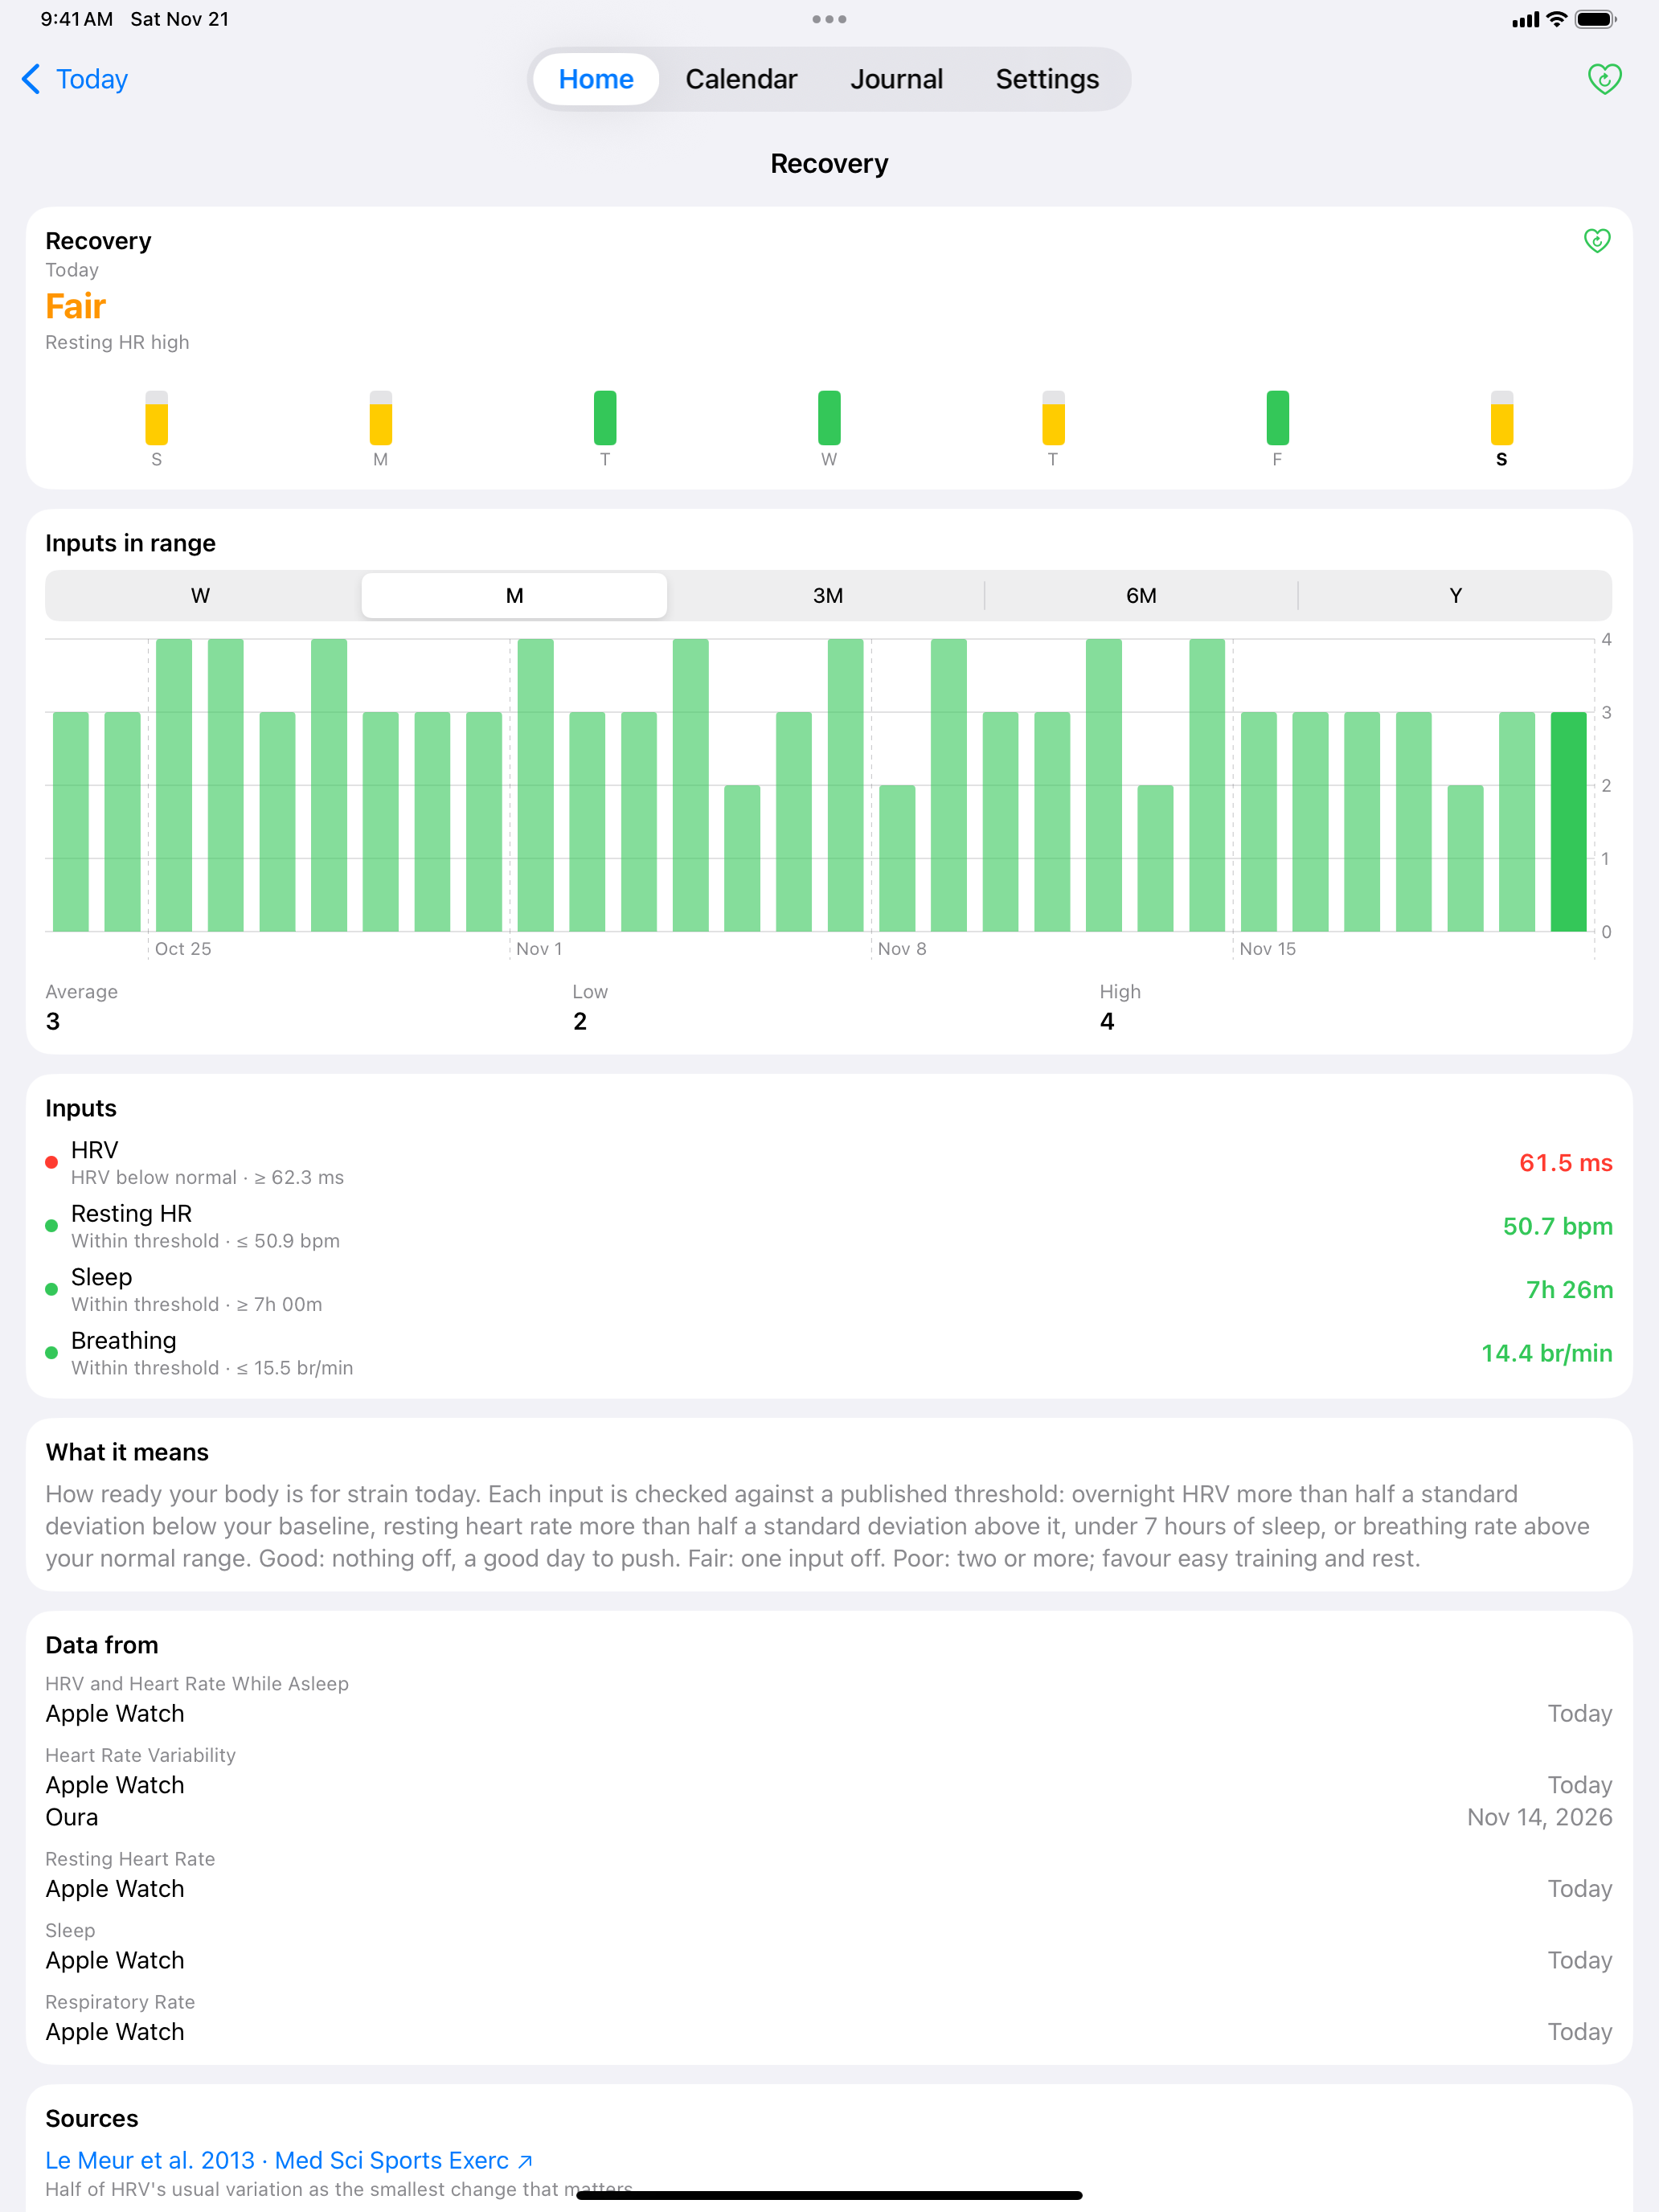 9:41 AM Sat Nov 21
Today
Home Calendar Journal Settings
Recovery
Recovery
Today
Fair
Resting HR high
S M T W T F S
Inputs in range
W M 3M 6M Y
4
3
2
1
0
Oct 25 Nov 1 Nov 8 Nov 15
Average Low High
3 2 4
Inputs
HRV
HRV below normal · ≥ 62.3 ms
61.5 ms
Resting HR
Within threshold · ≤ 50.9 bpm
50.7 bpm
Sleep
Within threshold · ≥ 7h 00m
7h 26m
Breathing
Within threshold · ≤ 15.5 br/min
14.4 br/min
What it means
How ready your body is for strain today. Each input is checked against a published threshold: overnight HRV more than half a standard
deviation below your baseline, resting heart rate more than half a standard deviation above it, under 7 hours of sleep, or breathing rate above
your normal range. Good: nothing off, a good day to push. Fair: one input off. Poor: two or more; favour easy training and rest.
Data from
HRV and Heart Rate While Asleep
Apple Watch Today
Heart Rate Variability
Apple Watch Today
Oura Nov 14, 2026
Resting Heart Rate
Apple Watch Today
Sleep
Apple Watch Today
Respiratory Rate
Apple Watch Today
Sources
Le Meur et al. 2013 · Med Sci Sports Exerc ↗
Half of HRV's usual variation as the smallest change that matters